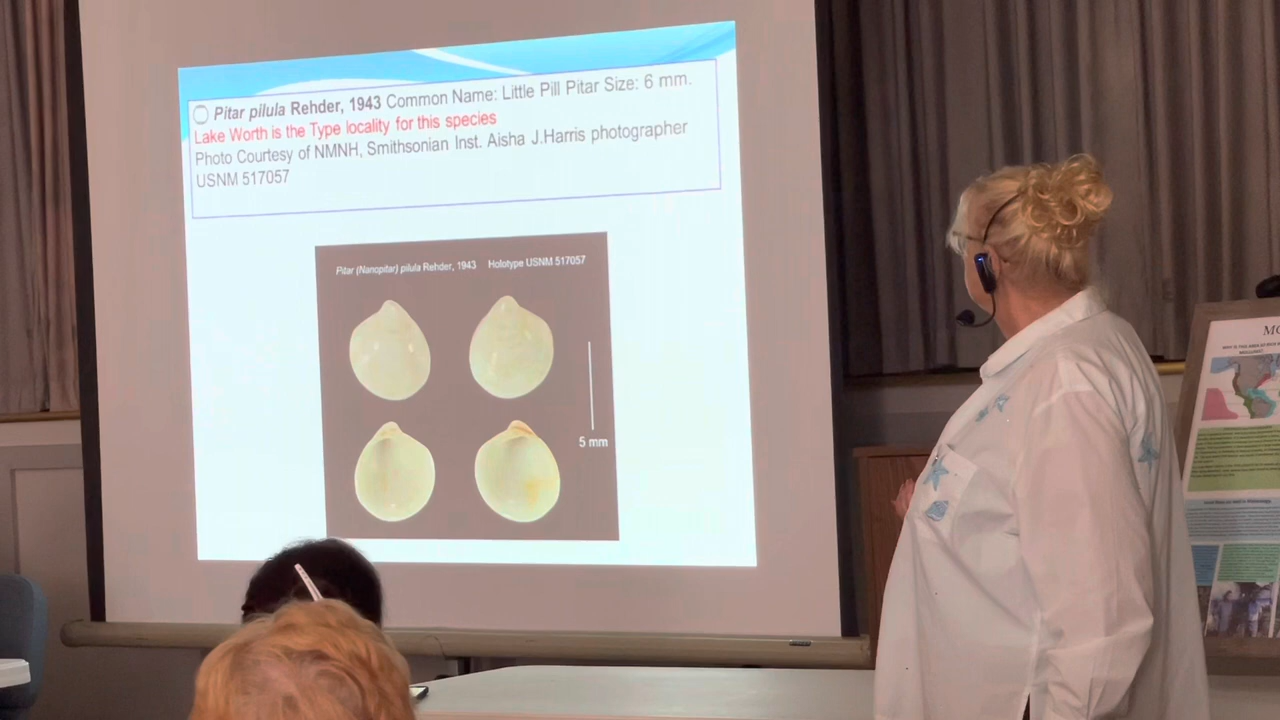 Pitar pilula Rehder, 1943 Common Name: Little Pill Pitar Size: 6 mm.
Lake Worth is the Type locality for this species
Photo Courtesy of NMNH, Smithsonian Inst. Aisha J.Harris photographer
USNM 517057
Pitar (Nanopitar) pilula Rehder, 1943 Holotype USNM 517057
5 mm